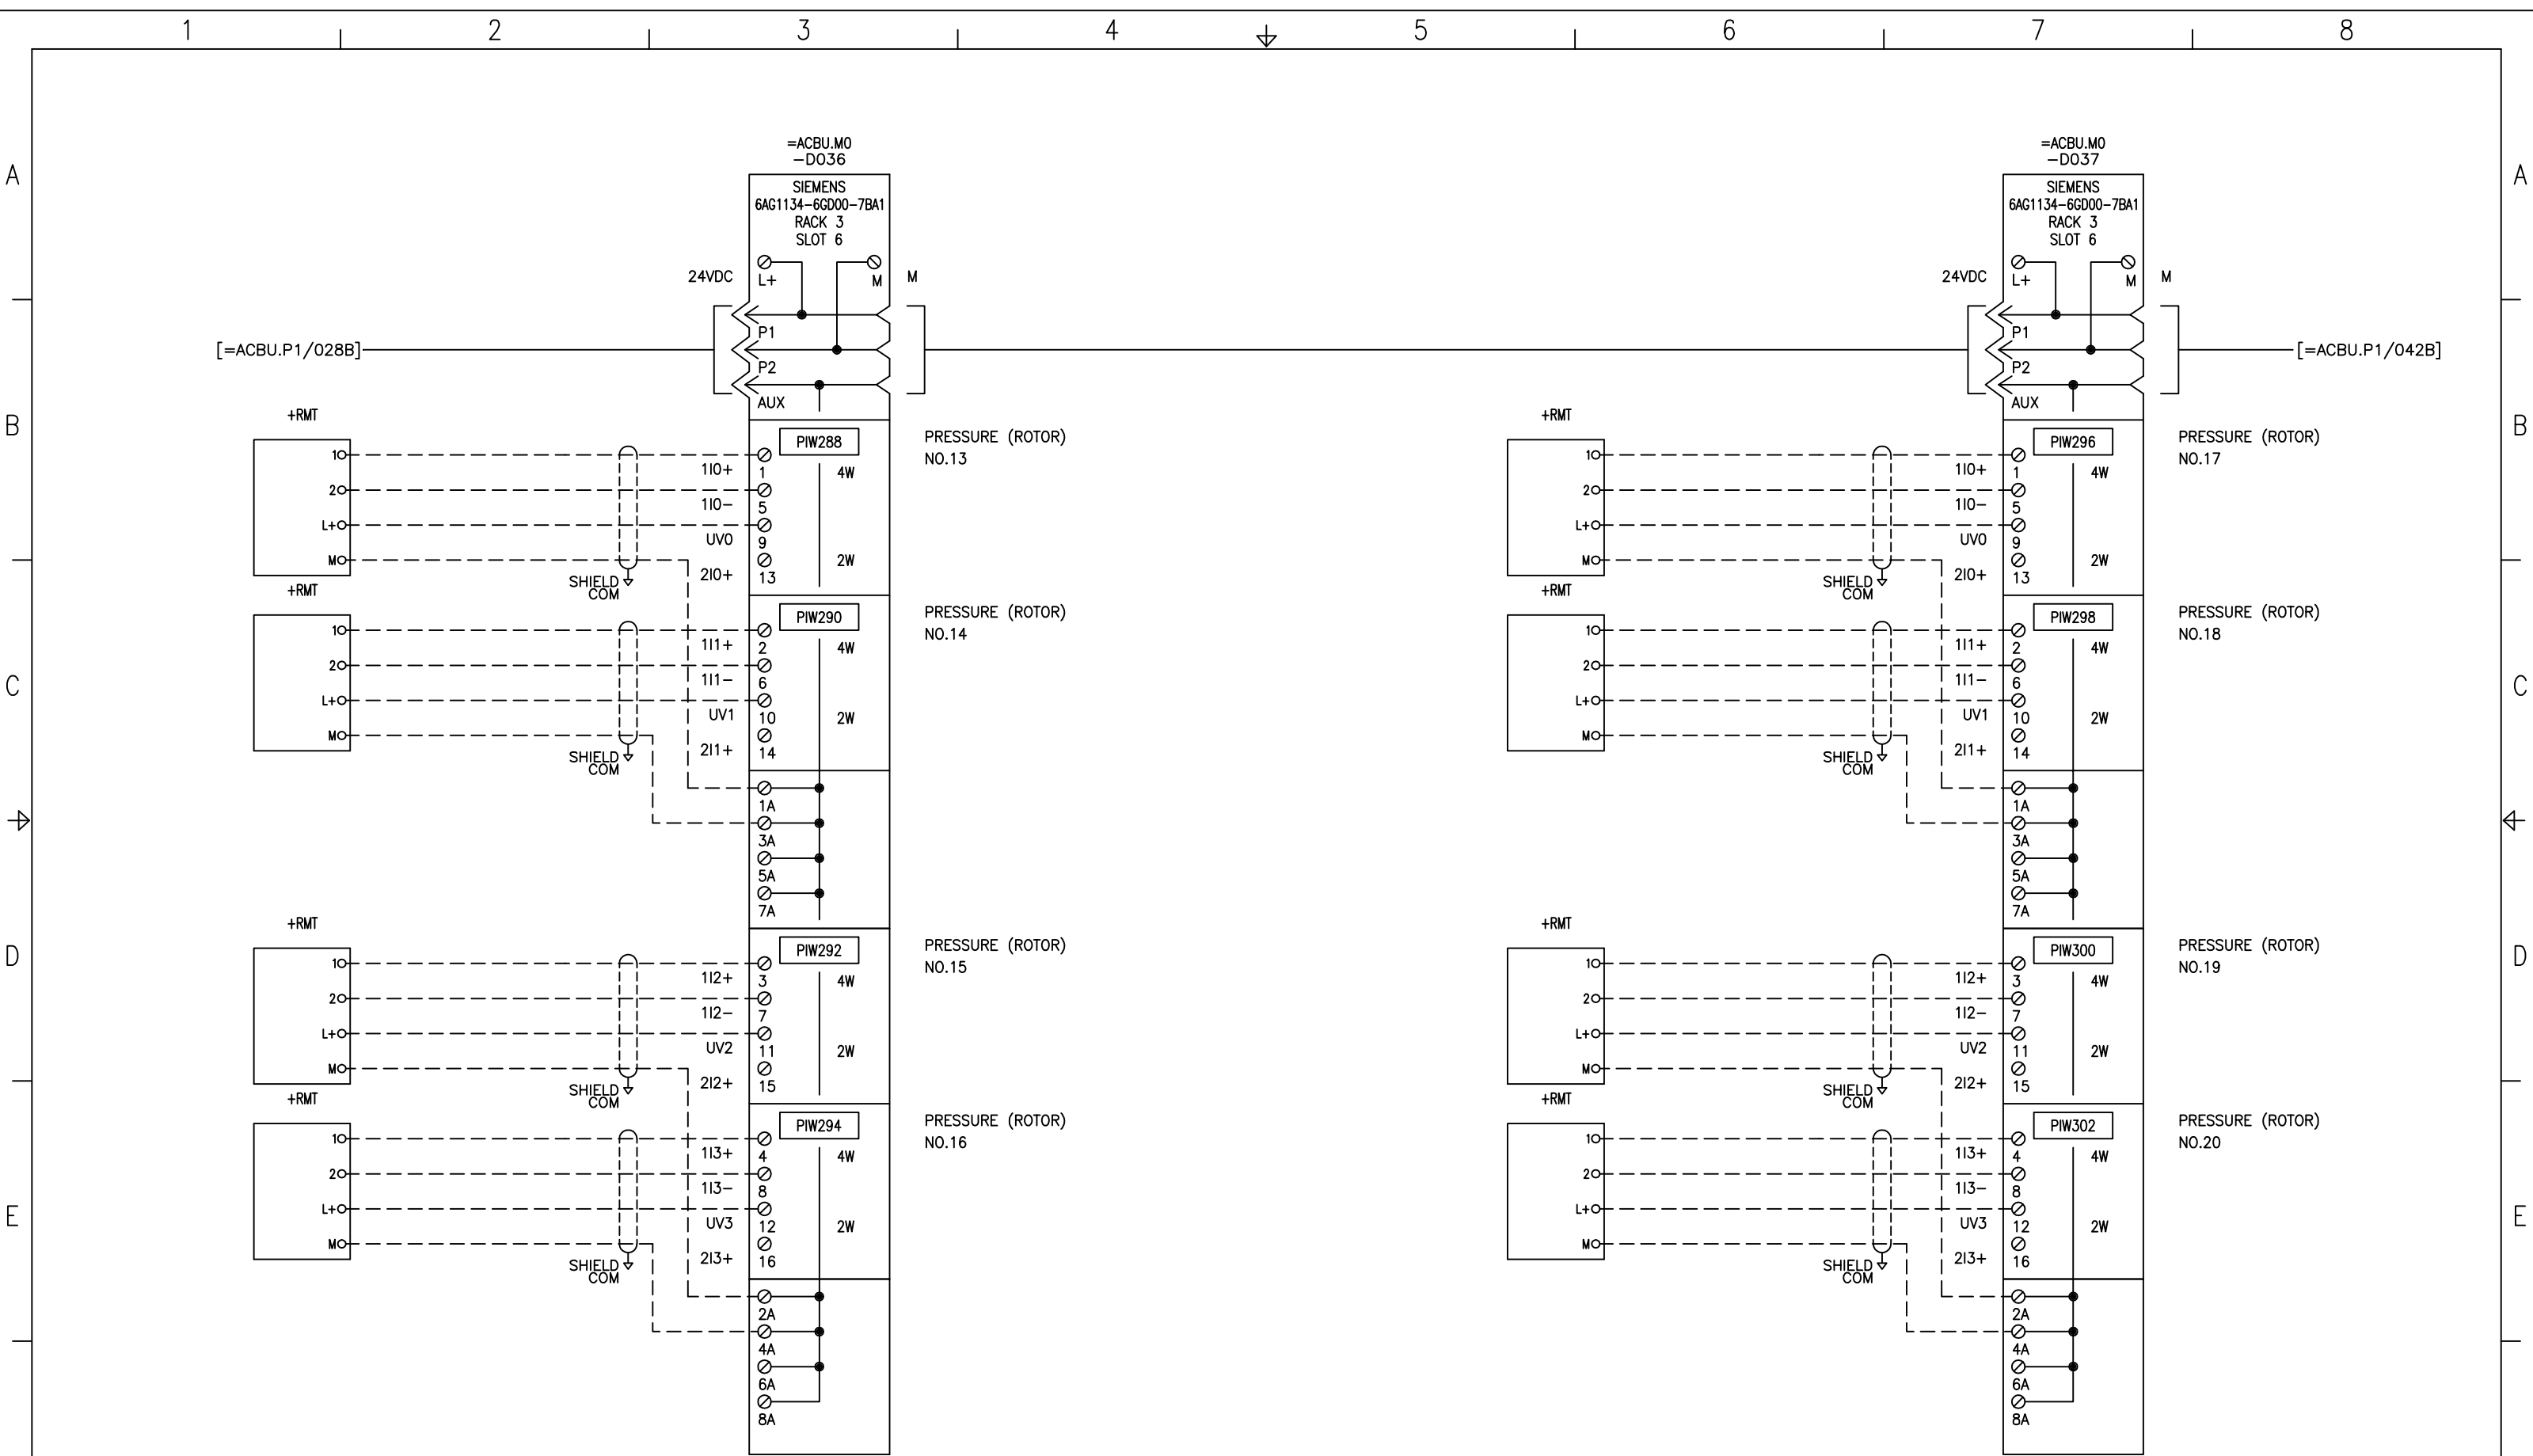 1 2 3 4 5 6 7 8
A A
B B
C C
D D
E E
=ACBU.M0
-D036
SIEMENS
6AG1134-6GD00-7BA1
RACK 3
SLOT 6
24VDC L+ M M
P1
[=ACBU.P1/028B]
P2
AUX
+RMT
PIW288
PRESSURE (ROTOR)
NO.13
1
1I0+ 1 4W
2
1I0- 5
L+
UV0 9
M
2W
2I0+ 13
SHIELD
COM
+RMT
PIW290
PRESSURE (ROTOR)
NO.14
1
1I1+ 2 4W
2
1I1- 6
L+
UV1 10 2W
M
2I1+ 14
SHIELD
COM
1A
3A
5A
7A
+RMT
PIW292
PRESSURE (ROTOR)
NO.15
1
1I2+ 3 4W
2
1I2- 7
L+
UV2 11 2W
M
2I2+ 15
SHIELD
COM
+RMT
PIW294
PRESSURE (ROTOR)
NO.16
1
1I3+ 4 4W
2
1I3- 8
L+
UV3 12 2W
M
2I3+ 16
SHIELD
COM
2A
4A
6A
8A
=ACBU.M0
-D037
SIEMENS
6AG1134-6GD00-7BA1
RACK 3
SLOT 6
24VDC L+ M M
P1
[=ACBU.P1/042B]
P2
AUX
+RMT
PIW296
PRESSURE (ROTOR)
NO.17
1
1I0+ 1 4W
2
1I0- 5
L+
UV0 9
M
2W
2I0+ 13
SHIELD
COM
+RMT
PIW298
PRESSURE (ROTOR)
NO.18
1
1I1+ 2 4W
2
1I1- 6
L+
UV1 10 2W
M
2I1+ 14
SHIELD
COM
1A
3A
5A
7A
+RMT
PIW300
PRESSURE (ROTOR)
NO.19
1
1I2+ 3 4W
2
1I2- 7
L+
UV2 11 2W
M
2I2+ 15
SHIELD
COM
+RMT
PIW302
PRESSURE (ROTOR)
NO.20
1
1I3+ 4 4W
2
1I3- 8
L+
UV3 12 2W
M
2I3+ 16
SHIELD
COM
2A
4A
6A
8A